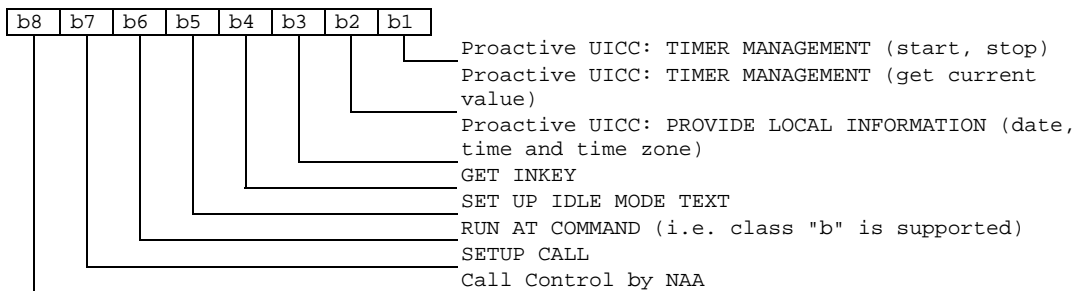 b8 b7 b6 b5 b4 b3 b2 b1
Proactive UICC: TIMER MANAGEMENT (start, stop)
Proactive UICC: TIMER MANAGEMENT (get current
value)
Proactive UICC: PROVIDE LOCAL INFORMATION (date,
time and time zone)
GET INKEY
SET UP IDLE MODE TEXT
RUN AT COMMAND (i.e. class "b" is supported)
SETUP CALL
Call Control by NAA